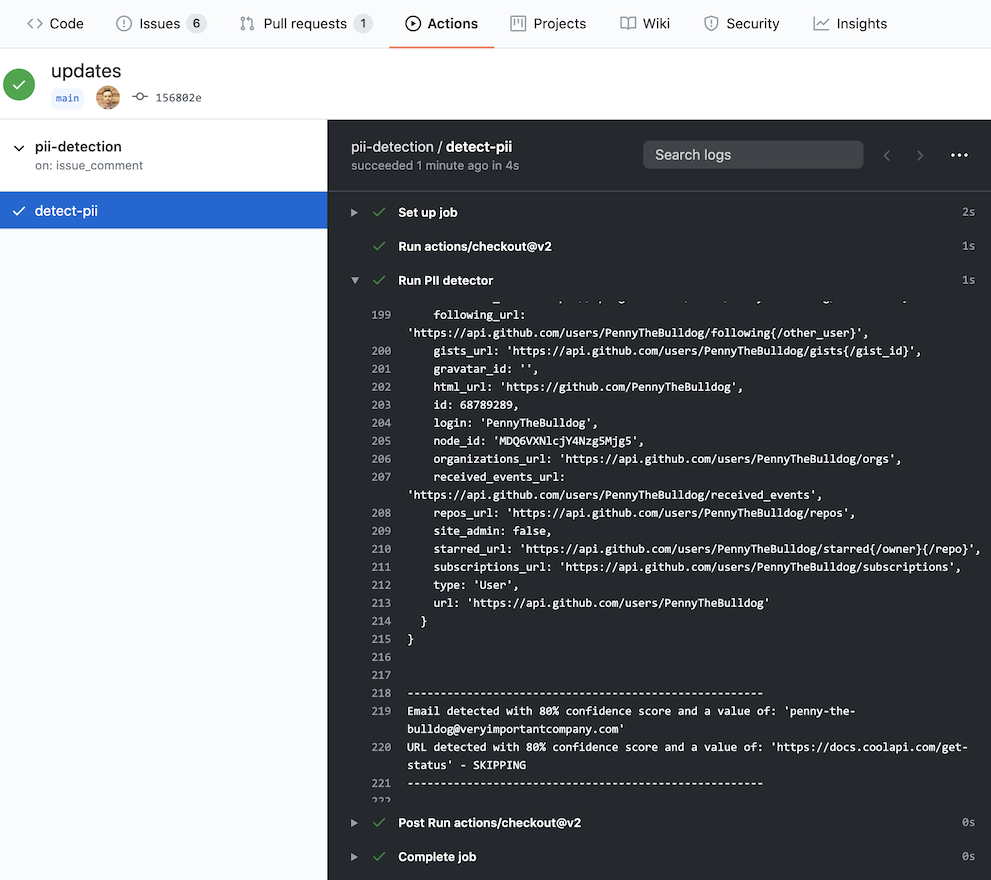 Code Issues 6 Pull requests 1 Actions Projects Wiki Security Insights
updates
main 156802e
pii-detection
on: issue_comment
detect-pii
pii-detection / detect-pii
succeeded 1 minute ago in 4s
Search logs
Set up job 2s
Run actions/checkout@v2 1s
Run PII detector 1s
199 following_url:
'https://api.github.com/users/PennyTheBulldog/following{/other_user}',
200 gists_url: 'https://api.github.com/users/PennyTheBulldog/gists{/gist_id}',
201 gravatar_id: '',
202 html_url: 'https://github.com/PennyTheBulldog',
203 id: 68789289,
204 login: 'PennyTheBulldog',
205 node_id: 'MDQ6VXNlcjY4Nzg5Mjg5',
206 organizations_url: 'https://api.github.com/users/PennyTheBulldog/orgs',
207 received_events_url:
'https://api.github.com/users/PennyTheBulldog/received_events',
208 repos_url: 'https://api.github.com/users/PennyTheBulldog/repos',
209 site_admin: false,
210 starred_url: 'https://api.github.com/users/PennyTheBulldog/starred{/owner}{/repo}',
211 subscriptions_url: 'https://api.github.com/users/PennyTheBulldog/subscriptions',
212 type: 'User',
213 url: 'https://api.github.com/users/PennyTheBulldog'
214 }
215 }
216
217
218 ------------------------------------------------------
219 Email detected with 80% confidence score and a value of: 'penny-the-
bulldog@veryimportantcompany.com'
220 URL detected with 80% confidence score and a value of: 'https://docs.coolapi.com/get-
status' - SKIPPING
221 ------------------------------------------------------
222
Post Run actions/checkout@v2 0s
Complete job 0s